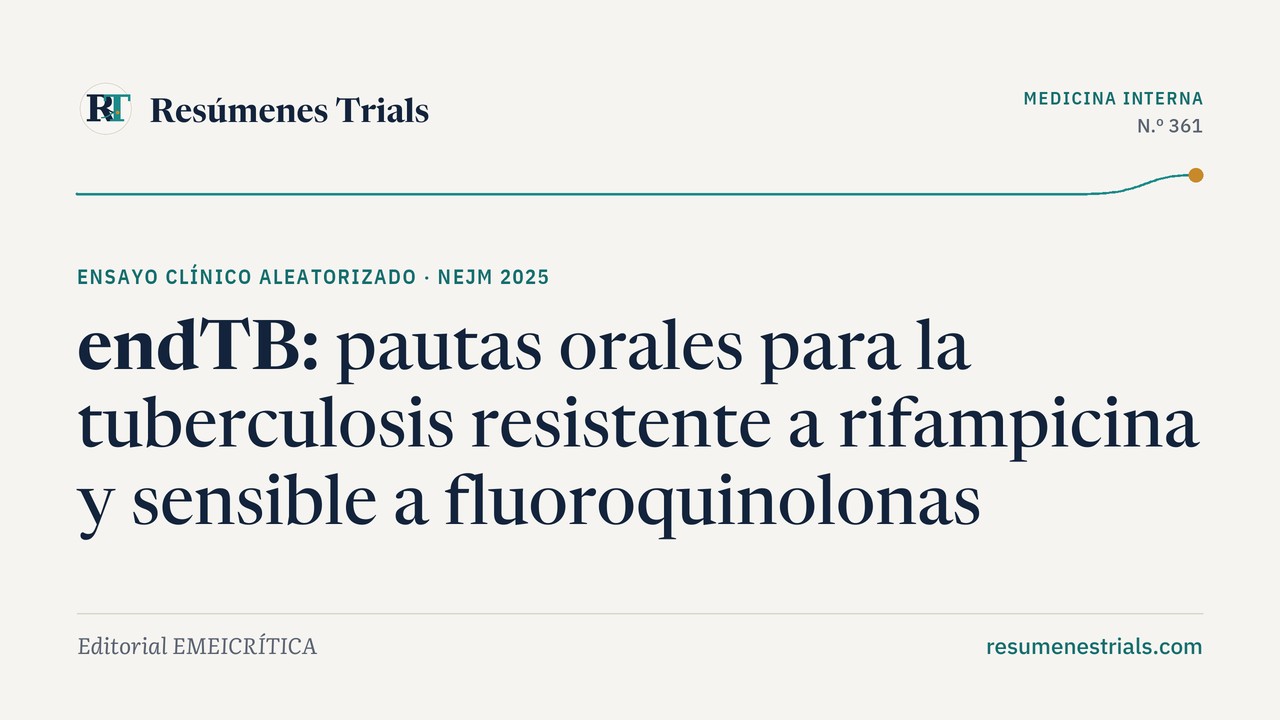 RT Resúmenes Trials
MEDICINA INTERNA
N.º 361
ENSAYO CLÍNICO ALEATORIZADO · NEJM 2025
endTB: pautas orales para la
tuberculosis resistente a rifampicina
y sensible a fluoroquinolonas
Editorial EMEICRÍTICA
resumenestrials.com